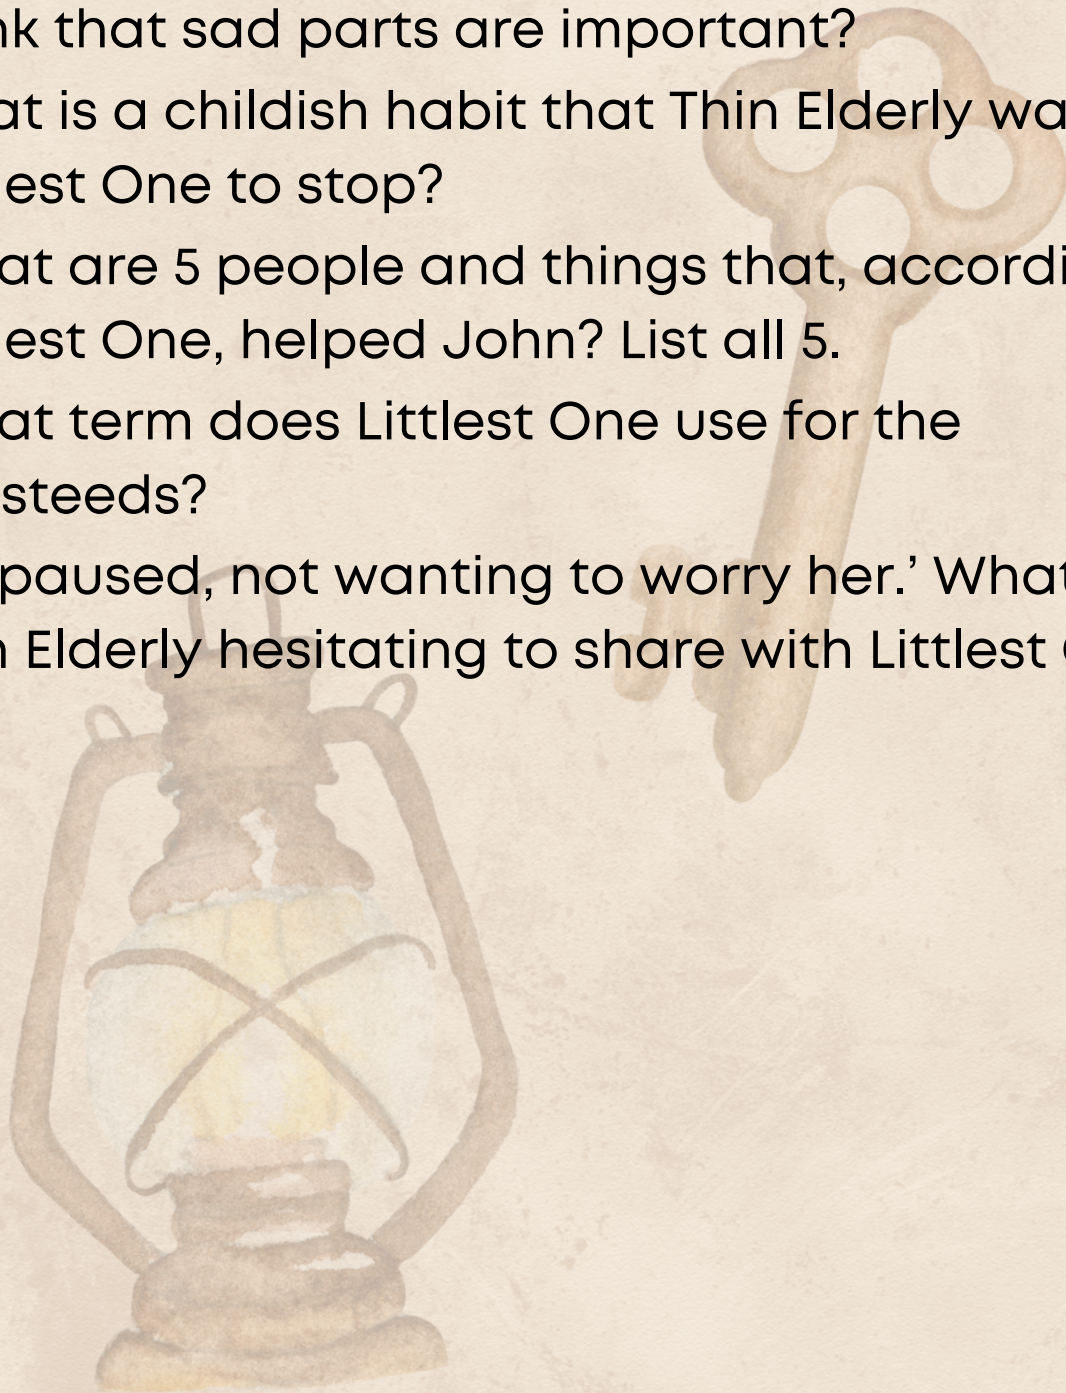 nk that sad parts are important?
at is a childish habit that Thin Elderly wa
est One to stop?
at are 5 people and things that, accordi
est One, helped John? List all 5.
at term does Littlest One use for the
steeds?
paused, not wanting to worry her.’ What
n Elderly hesitating to share with Littlest